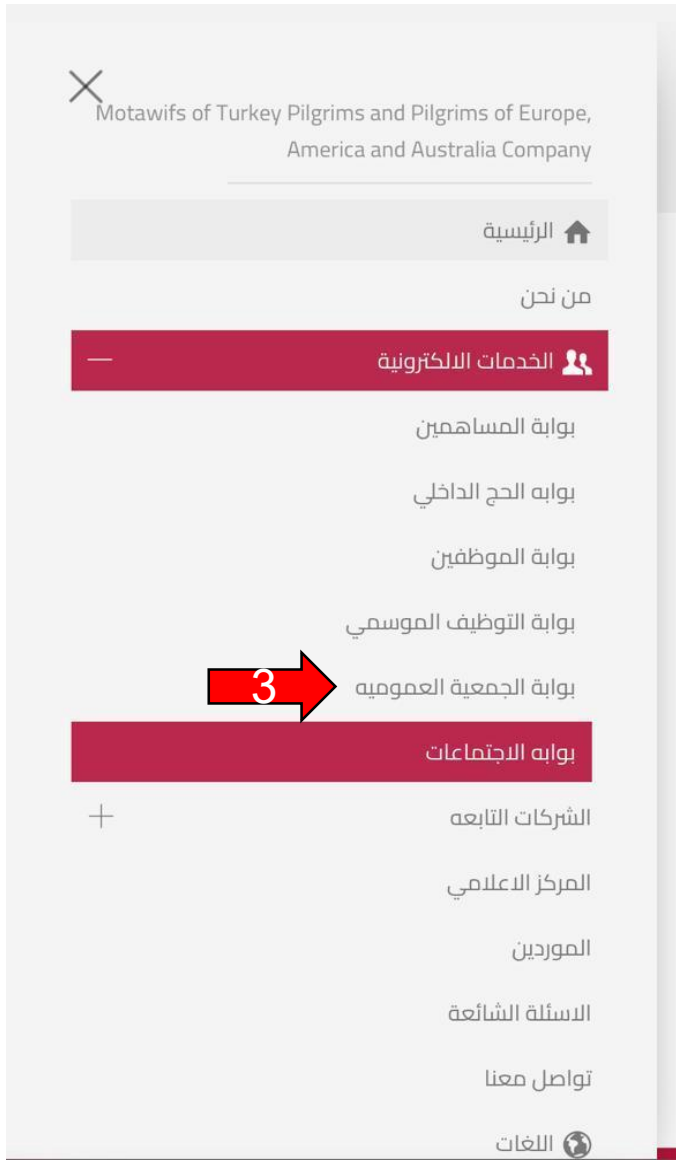 Motawifs of Turkey Pilgrims and Pilgrims of Europe,
America and Australia Company
الرئيسية
من نحن
الخدمات الالكترونية
بوابة المساهمين
بوابه الحج الداخلي
بوابة الموظفين
بوابة التوظيف الموسمي
بوابة الجمعية العموميه
3
بوابه الاجتماعات
الشركات التابعه
المركز الاعلامي
الموردين
الاسئلة الشائعة
تواصل معنا
اللغات